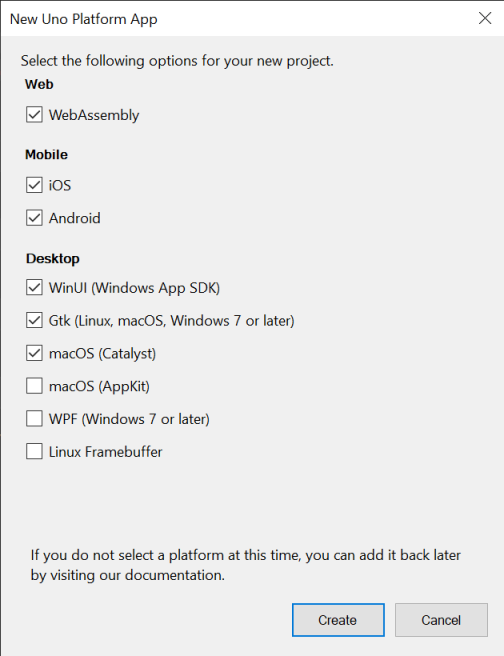 New Uno Platform App
Select the following options for your new project.
Web
WebAssembly
Mobile
iOS
Android
Desktop
WinUI (Windows App SDK)
Gtk (Linux, macOS, Windows 7 or later)
macOS (Catalyst)
macOS (AppKit)
WPF (Windows 7 or later)
Linux Framebuffer
If you do not select a platform at this time, you can add it back later
by visiting our documentation.
Create
Cancel